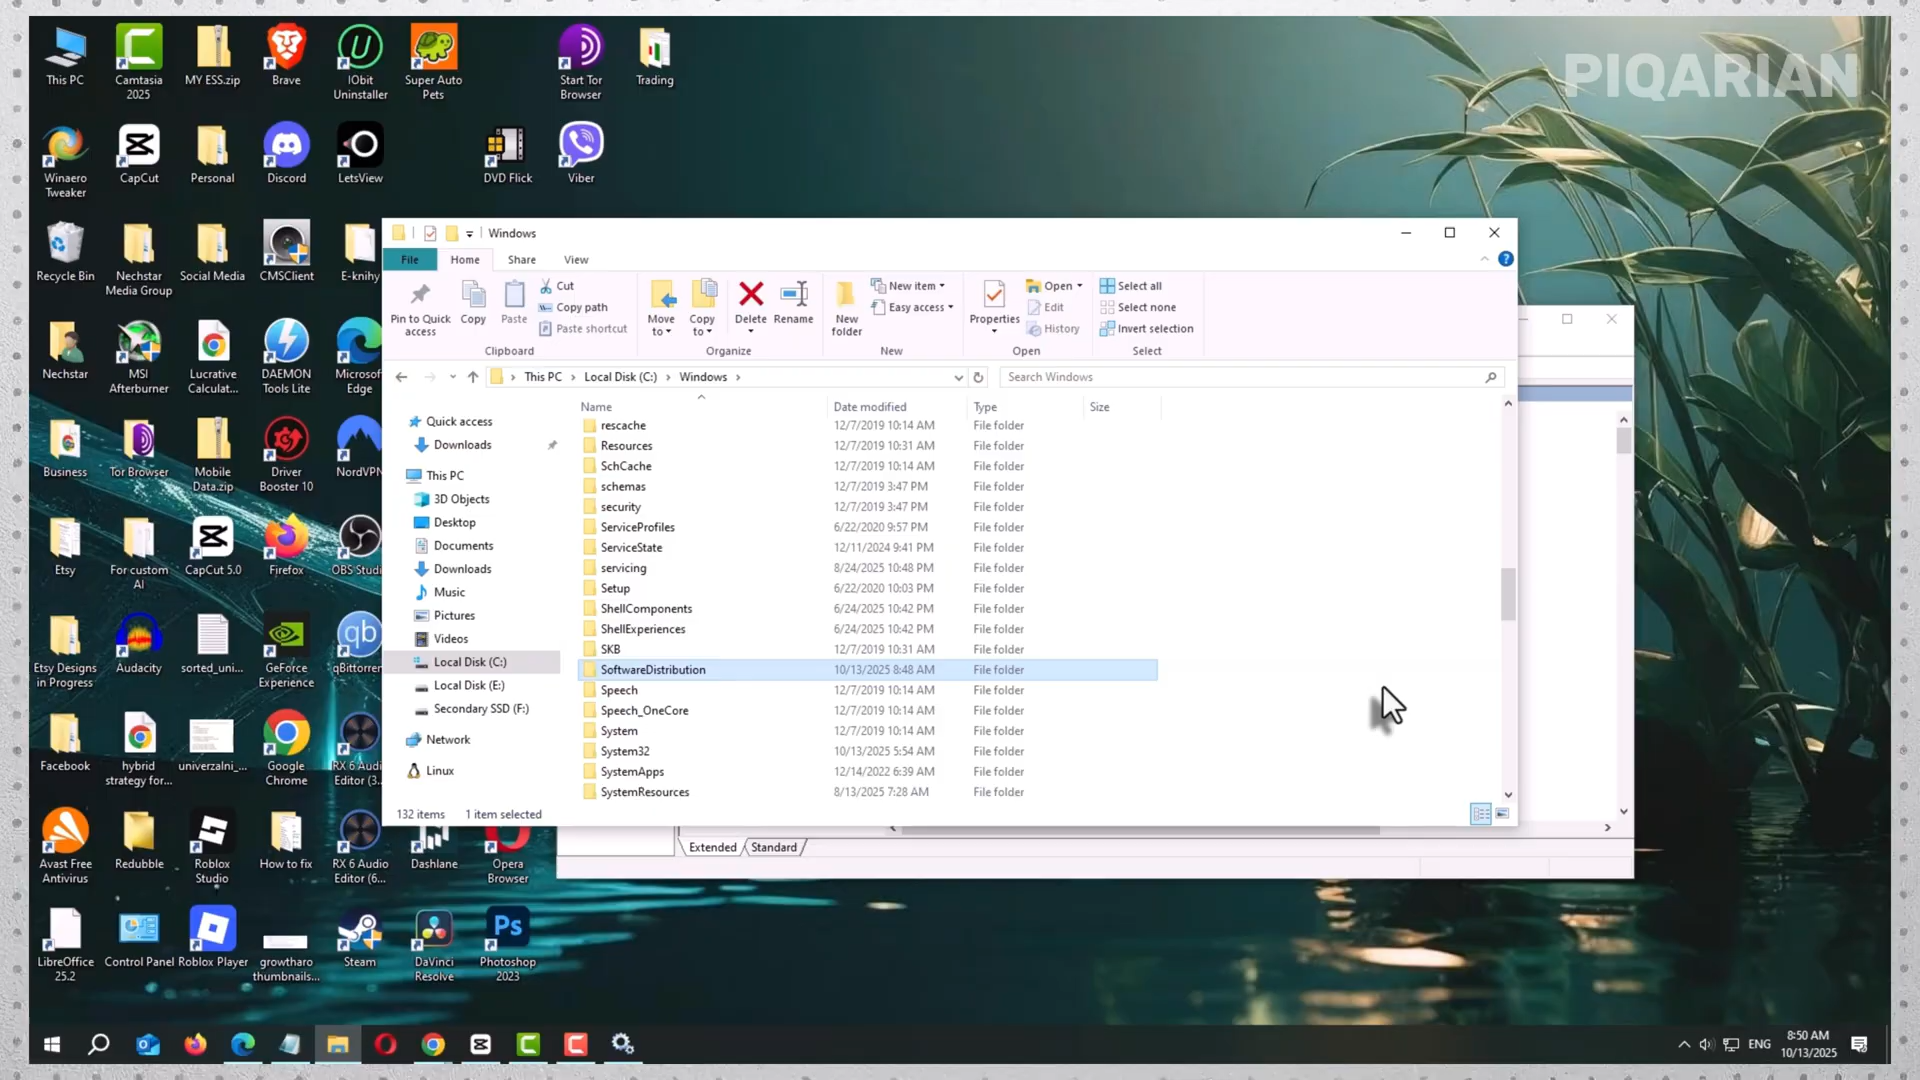 PIQARIAN
This PC
Camtasia
2025
MY ESS.zip
Brave
IObit
Uninstaller
Super Auto
Pets
Start Tor
Browser
Trading
Winaero
Tweaker
CapCut
Personal
Discord
LetsView
DVD Flick
Viber
Recycle Bin
Nechstar
Media Group
Social Media
CMSClient
E-knihy
Nechstar
MSI
Afterburner
Lucrative
Calculat...
DAEMON
Tools Lite
Microsof
Edge
Business
Tor Browser
Mobile
Data.zip
Driver
Booster 10
NordVPN
Etsy
For custom
AI
CapCut 5.0
Firefox
OBS Studi
Etsy Designs
in Progress
Audacity
sorted_uni...
GeForce
Experience
qBittorren
Facebook
hybrid
strategy for...
univerzalni_...
Google
Chrome
RX 6 Audi
Editor (3...
Avast Free
Antivirus
Redubble
Roblox
Studio
How to fix
RX 6 Audio
Editor (6...
Dashlane
Opera
Browser
LibreOffice
25.2
Control Panel
Roblox Player
growtharo
thumbnails...
Steam
DaVinci
Resolve
Photoshop
2023
Windows
File
Home
Share
View
Pin to Quick
access
Copy
Paste
Cut
Copy path
Paste shortcut
Clipboard
Move
to
Copy
to
Delete
Rename
Organize
New
folder
New item
Easy access
New
Properties
Open
Edit
History
Open
Select all
Select none
Invert selection
Select
This PC > Local Disk (C:) > Windows >
Search Windows
Quick access
Downloads
This PC
3D Objects
Desktop
Documents
Downloads
Music
Pictures
Videos
Local Disk (C:)
Local Disk (E:)
Secondary SSD (F:)
Network
Linux
Name Date modified Type Size
rescache 12/7/2019 10:14 AM File folder
Resources 12/7/2019 10:31 AM File folder
SchCache 12/7/2019 10:14 AM File folder
schemas 12/7/2019 3:47 PM File folder
security 12/7/2019 3:47 PM File folder
ServiceProfiles 6/22/2020 9:57 PM File folder
ServiceState 12/11/2024 9:41 PM File folder
servicing 8/24/2025 10:48 PM File folder
Setup 6/22/2020 10:03 PM File folder
ShellComponents 6/24/2025 10:42 PM File folder
ShellExperiences 6/24/2025 10:42 PM File folder
SKB 12/7/2019 10:31 AM File folder
SoftwareDistribution 10/13/2025 8:48 AM File folder
Speech 12/7/2019 10:14 AM File folder
Speech_OneCore 12/7/2019 10:14 AM File folder
System 12/7/2019 10:14 AM File folder
System32 10/13/2025 5:54 AM File folder
SystemApps 12/14/2022 6:39 AM File folder
SystemResources 8/13/2025 7:28 AM File folder
132 items 1 item selected
Extended Standard
ENG
8:50 AM
10/13/2025